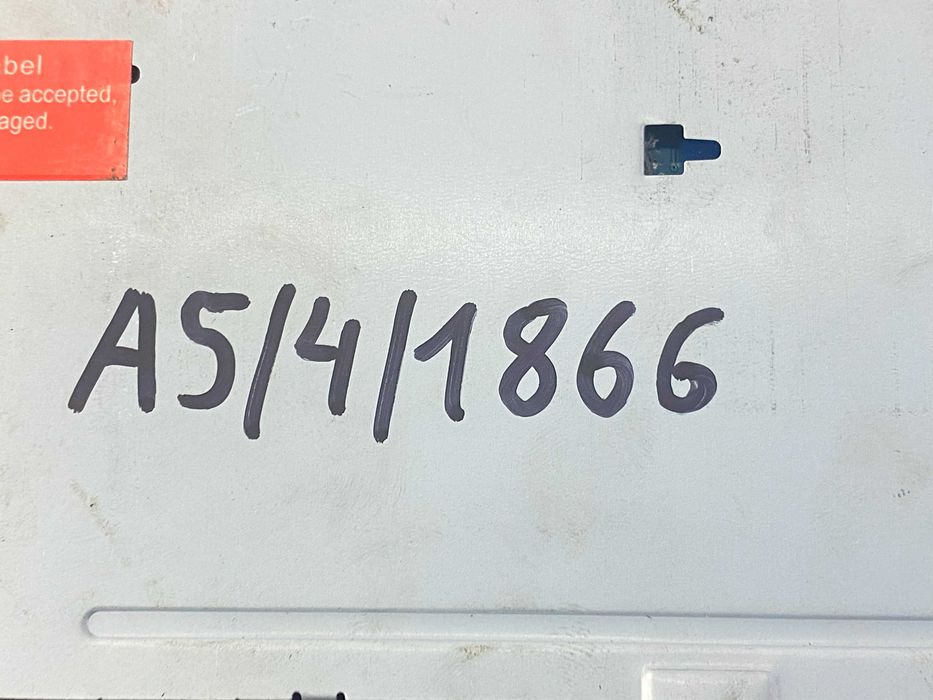 bel
e accepted,
aged.
A5/4/1866